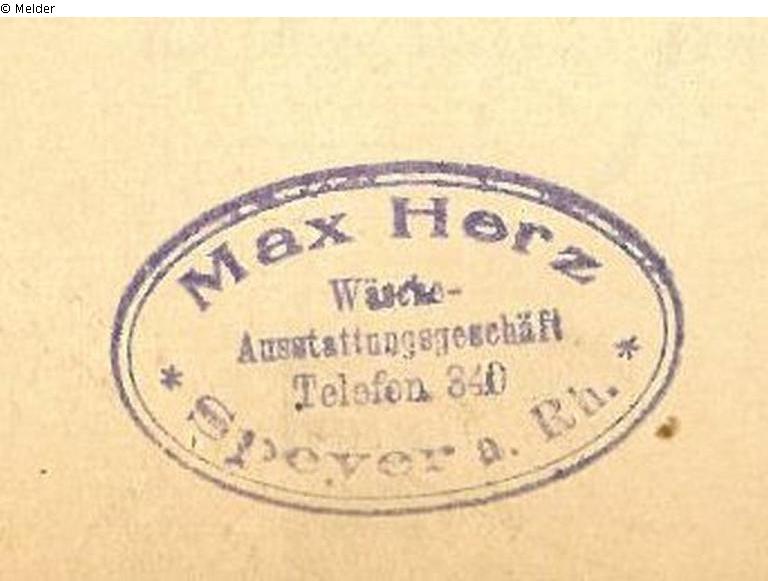 © Melder
Max Herz
Wäsche-
Ausstattungsgeschäft
Telefon 340
* Speyer a. Rh. *